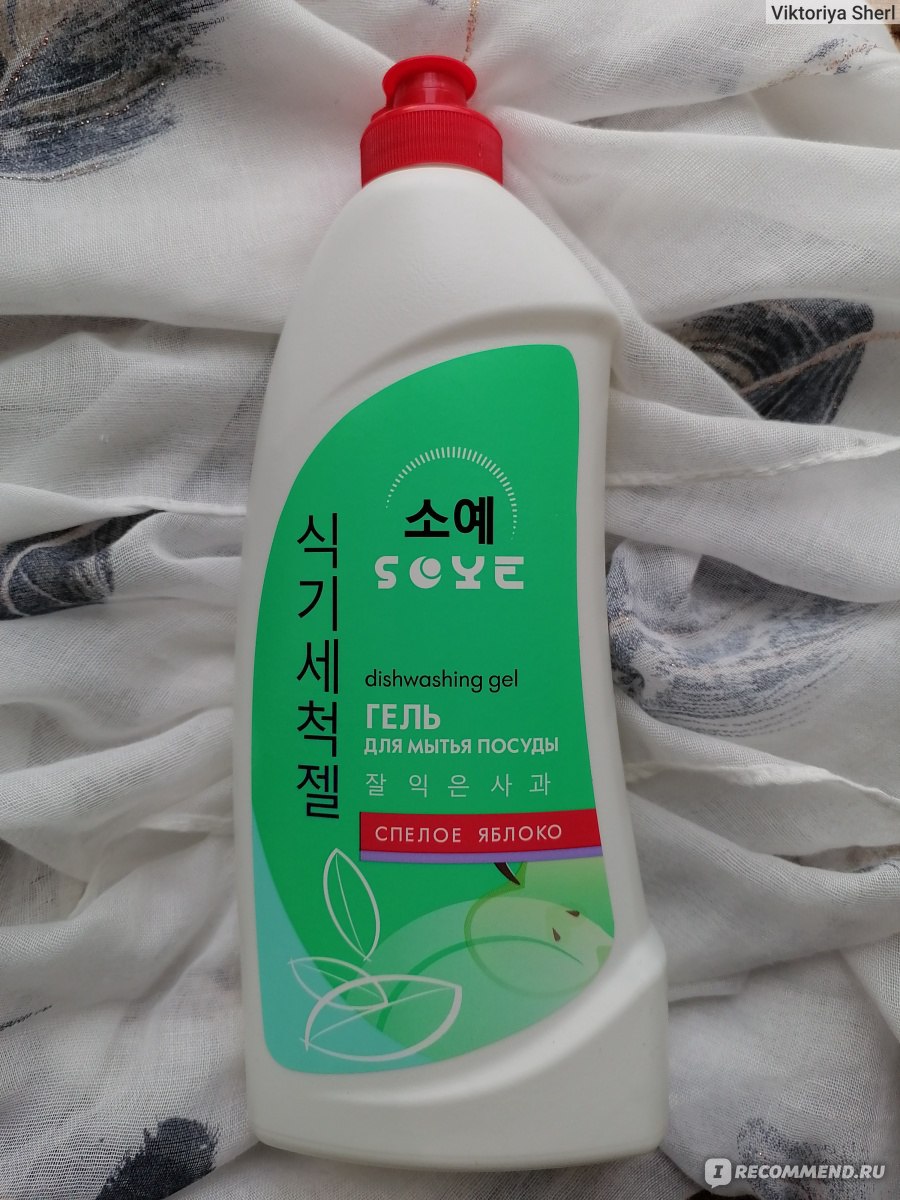 Viktoriya Sherl
소예
SOYE
식기세척젤
dishwashing gel
ГЕЛЬ
ДЛЯ МЫТЬЯ ПОСУДЫ
잘 익은 사과
СПЕЛОЕ ЯБЛОКО
IRECOMMEND.RU